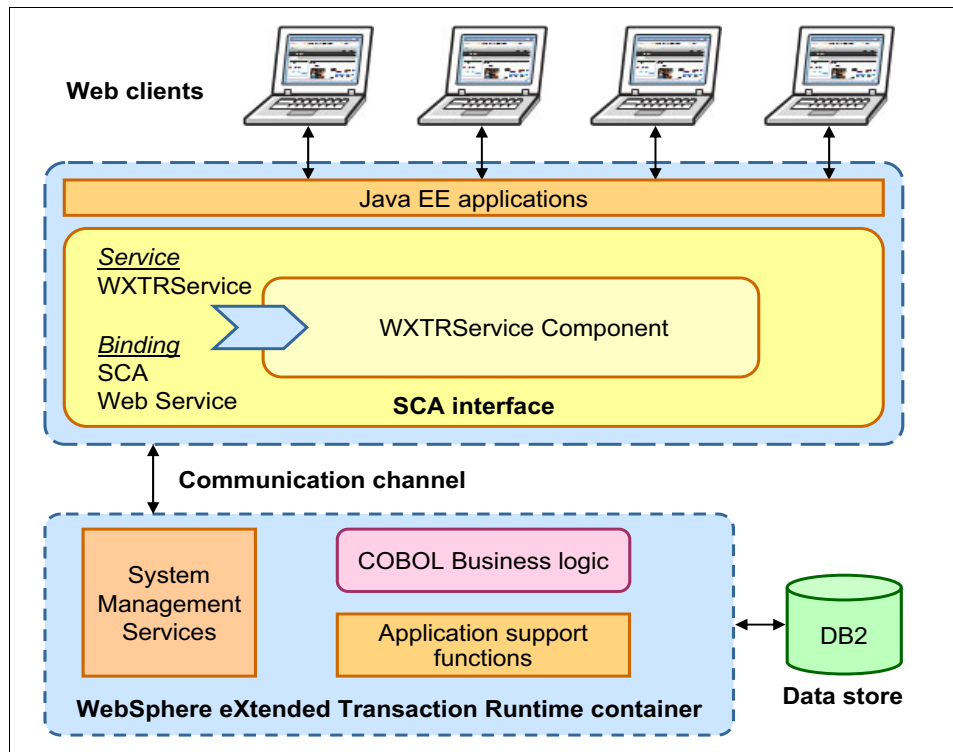 Web clients
Java EE applications
Service
WXTRService
WXTRService Component
Binding
SCA
Web Service
SCA interface
Communication channel
System
Management
Services
COBOL Business logic
Application support
functions
WebSphere eXtended Transaction Runtime container
DB2
Data store